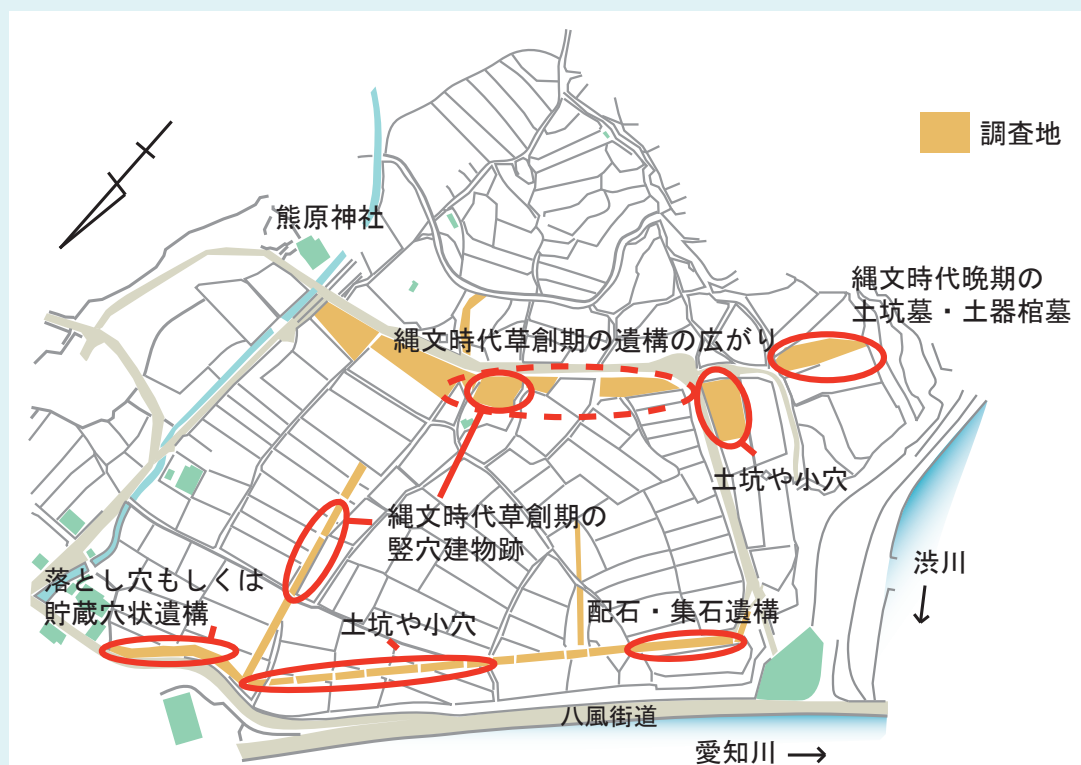 調査地
熊原神社
縄文時代晩期の
土坑墓・土器棺墓
縄文時代草創期の遺構の広がり
土坑や小穴
縄文時代草創期の
竪穴建物跡
渋川
落とし穴もしくは
貯蔵穴状遺構
土坑や小穴
配石・集石遺構
八風街道
愛知川 →